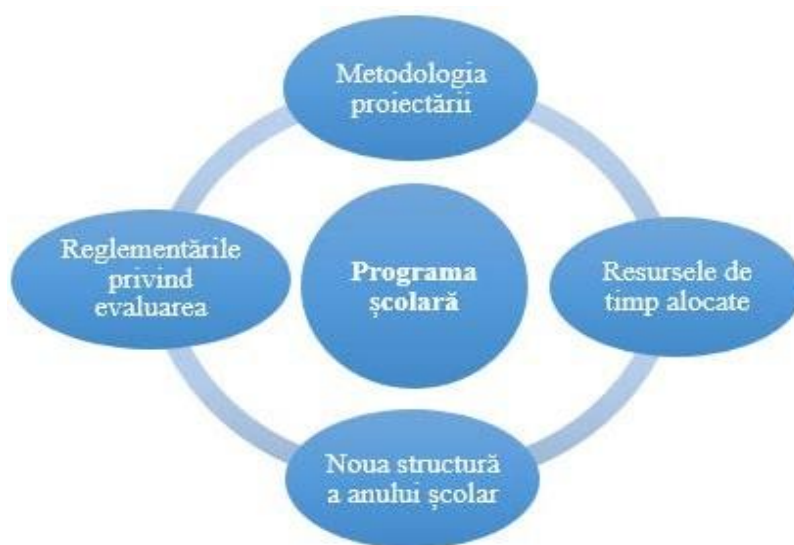 Metodologia
proiectării
Reglementările
privind
evaluarea
Programa
școlară
Resursele de
timp alocate
Noua structură
a anului școlar